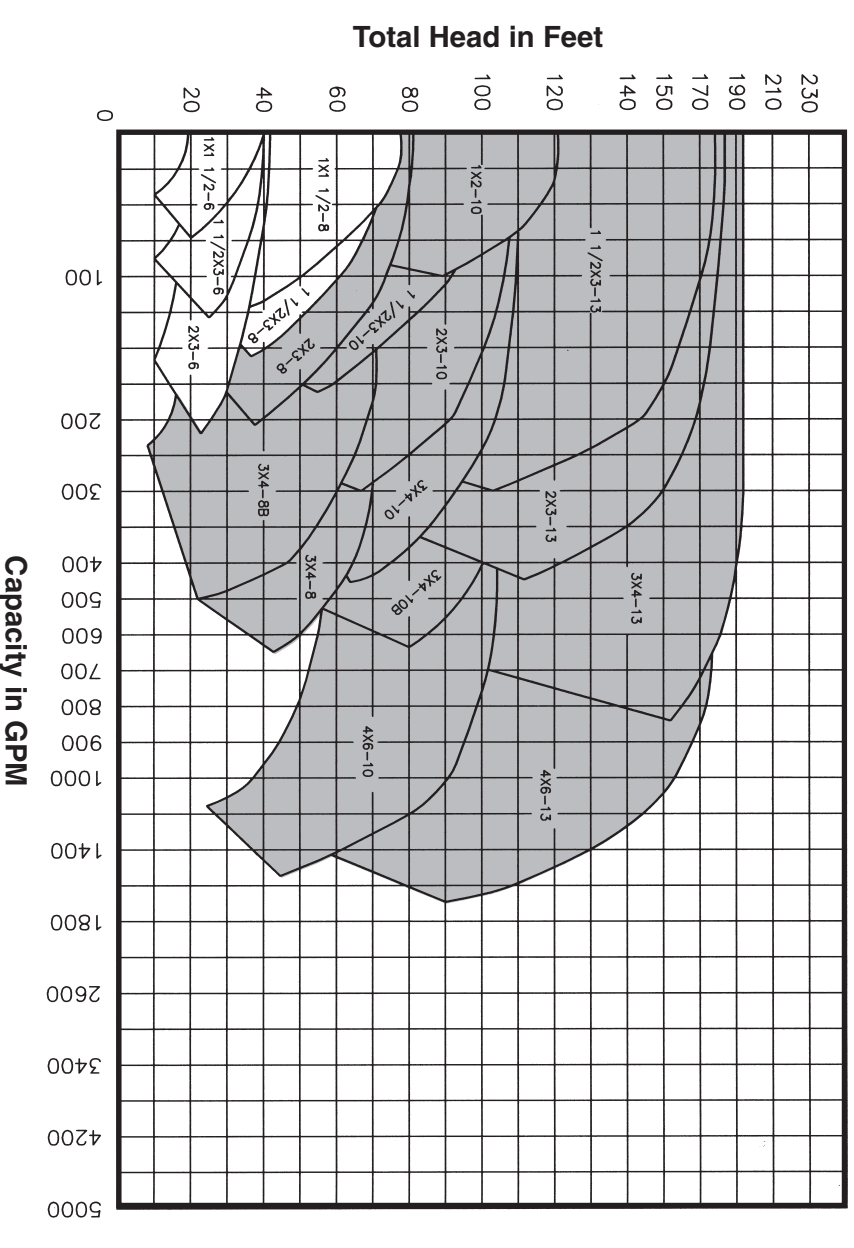 Total Head in Feet
0
20
40
60
80
100
120
140
150
170
190
210
230
1X1 1/2-6
1X1 1/2-8
1X2-10
1 1/2X3-6
1 1/2X3-13
1 1/2X3-8
1 1/2X3-10
2X3-6
2X3-8
2X3-10
3X4-8B
3X4-10
2X3-13
3X4-8
3X4-10B
3X4-13
4X6-10
4X6-13
100
200
300
400
500
600
700
800
900
1000
1400
1800
2600
3400
4200
5000
Capacity in GPM